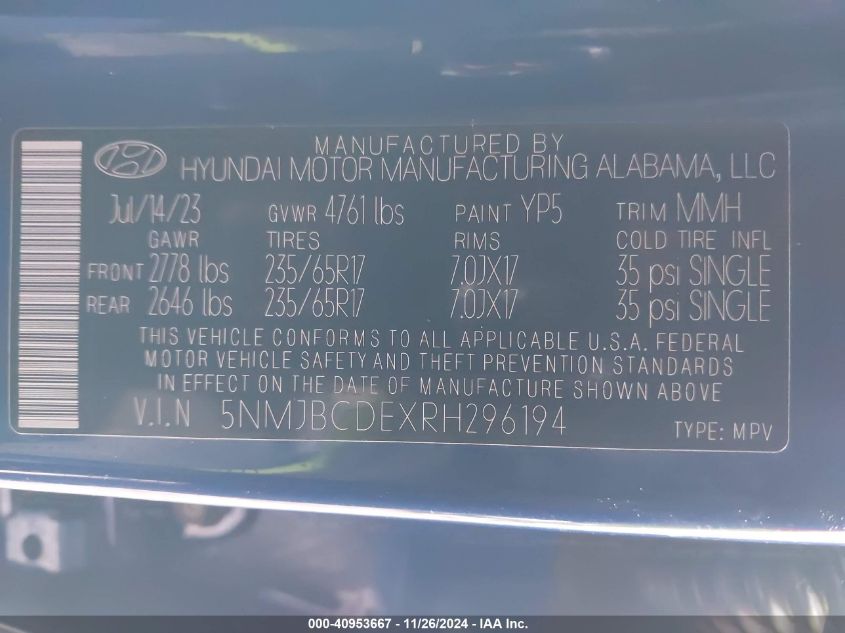 MANUFACTURED BY
HYUNDAI MOTOR MANUFACTURING ALABAMA, LLC
Jul/14/23 GVWR 4761 lbs PAINT YP5 TRIM MMH
GAWR TIRES RIMS COLD TIRE INFL
FRONT 2778 lbs 235/65R17 7.0JX17 35 psi SINGLE
REAR 2646 lbs 235/65R17 7.0JX17 35 psi SINGLE
THIS VEHICLE CONFORMS TO ALL APPLICABLE U.S.A. FEDERAL
MOTOR VEHICLE SAFETY AND THEFT PREVENTION STANDARDS
IN EFFECT ON THE DATE OF MANUFACTURE SHOWN ABOVE
V.I.N 5NMJBCDEXRH296194 TYPE: MPV
000-40953667 - 11/26/2024 - IAA Inc.